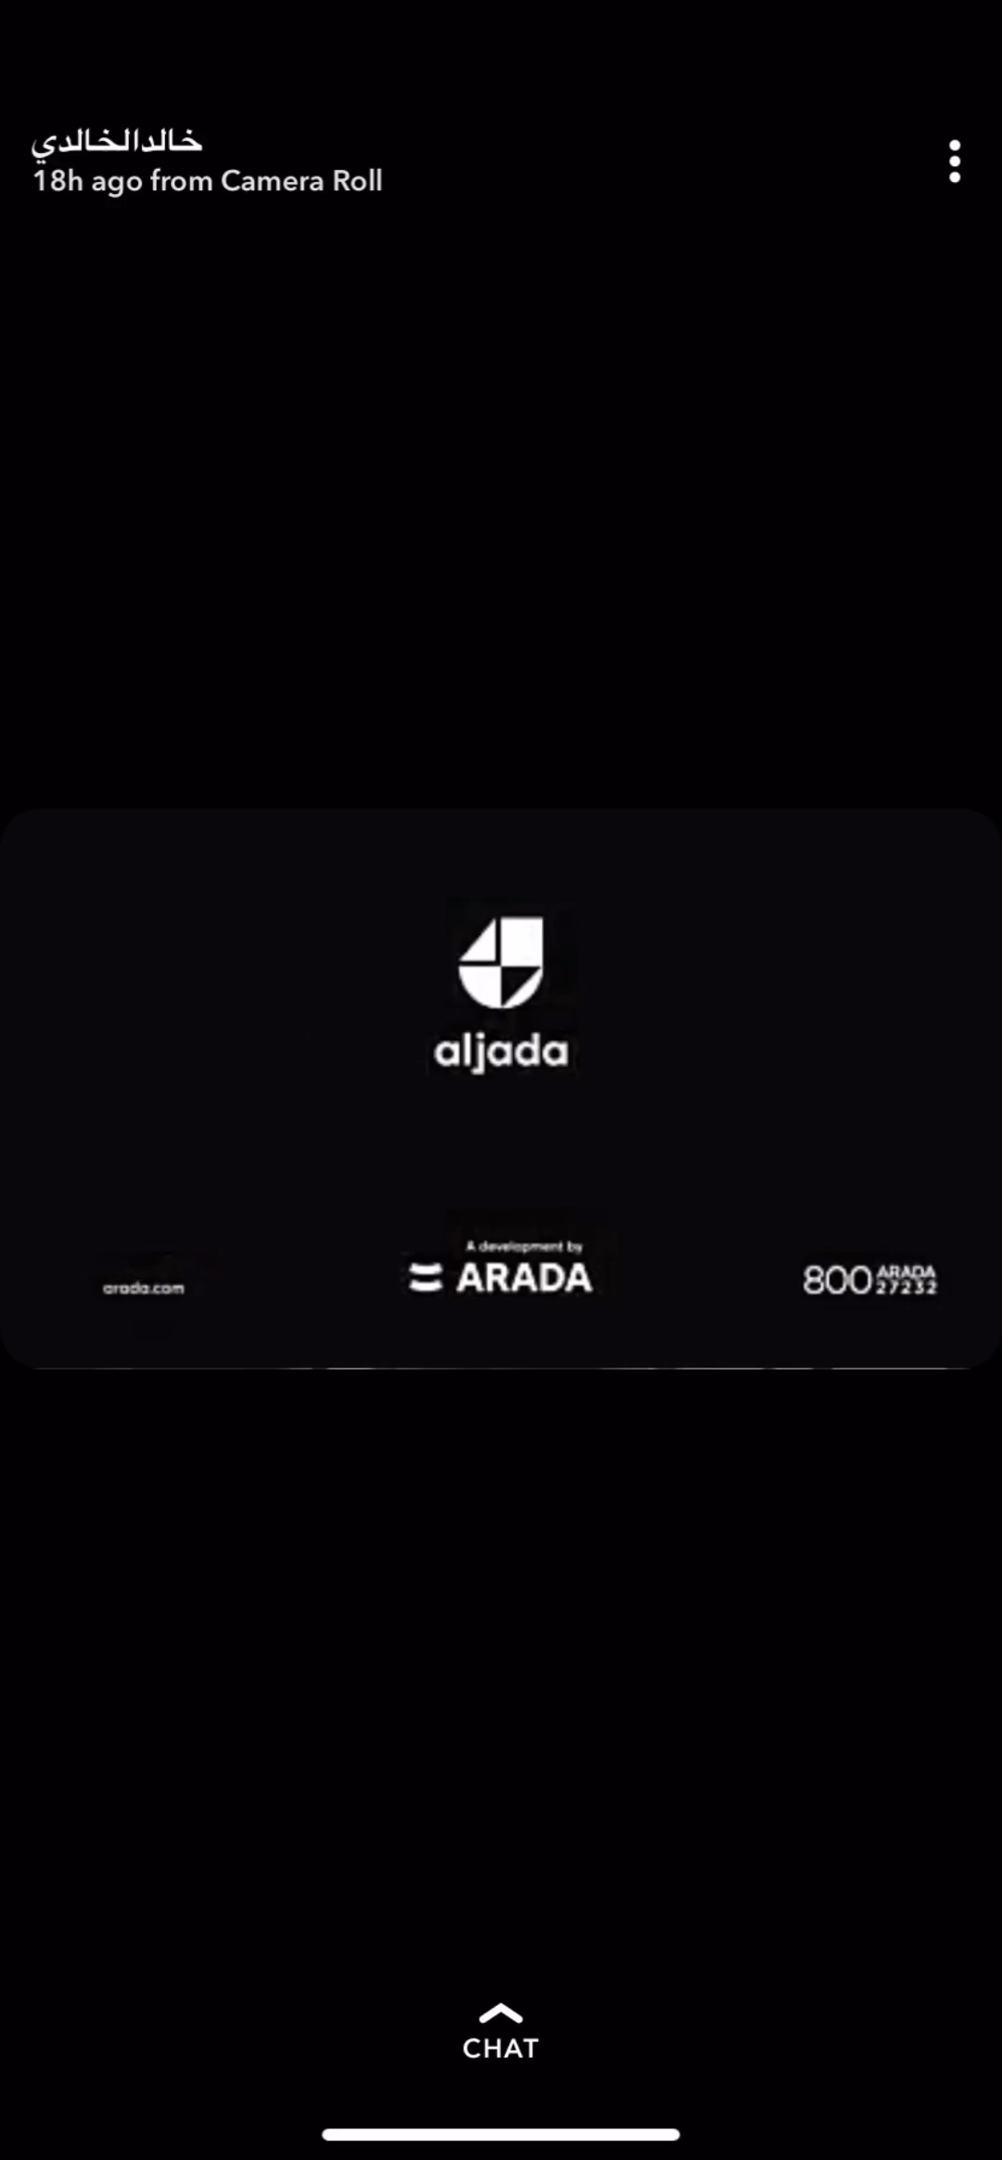 خالدالخالدي
18h ago from Camera Roll
aljada
A development by
ARADA
arada.com
800 ARADA
27232
CHAT